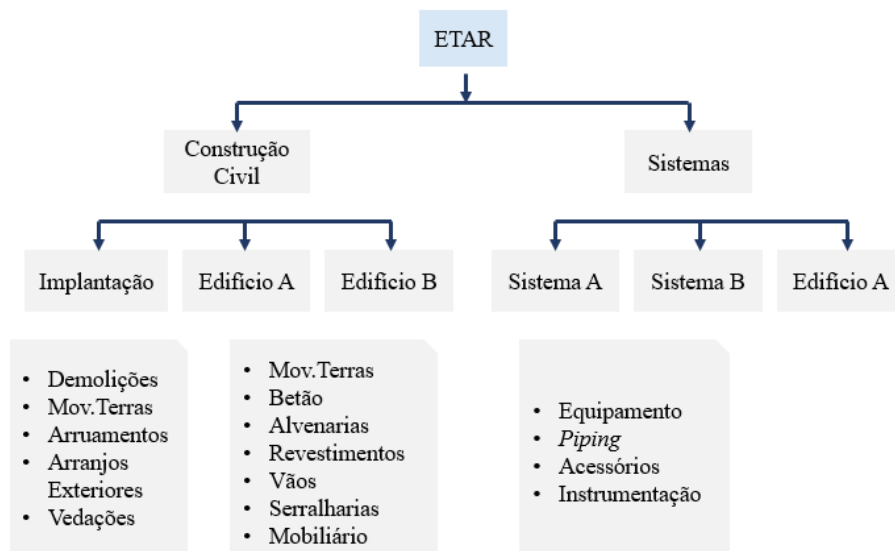 ETAR
Construção
Civil
Sistemas
Implantação
Edifício A
Edifício B
Sistema A
Sistema B
Edifício A
• Demolições
• Mov.Terras
• Arruamentos
• Arranjos
Exteriores
• Vedações
• Mov.Terras
• Betão
• Alvenarias
• Revestimentos
• Vãos
• Serralharias
• Mobiliário
• Equipamento
• Piping
• Acessórios
• Instrumentação